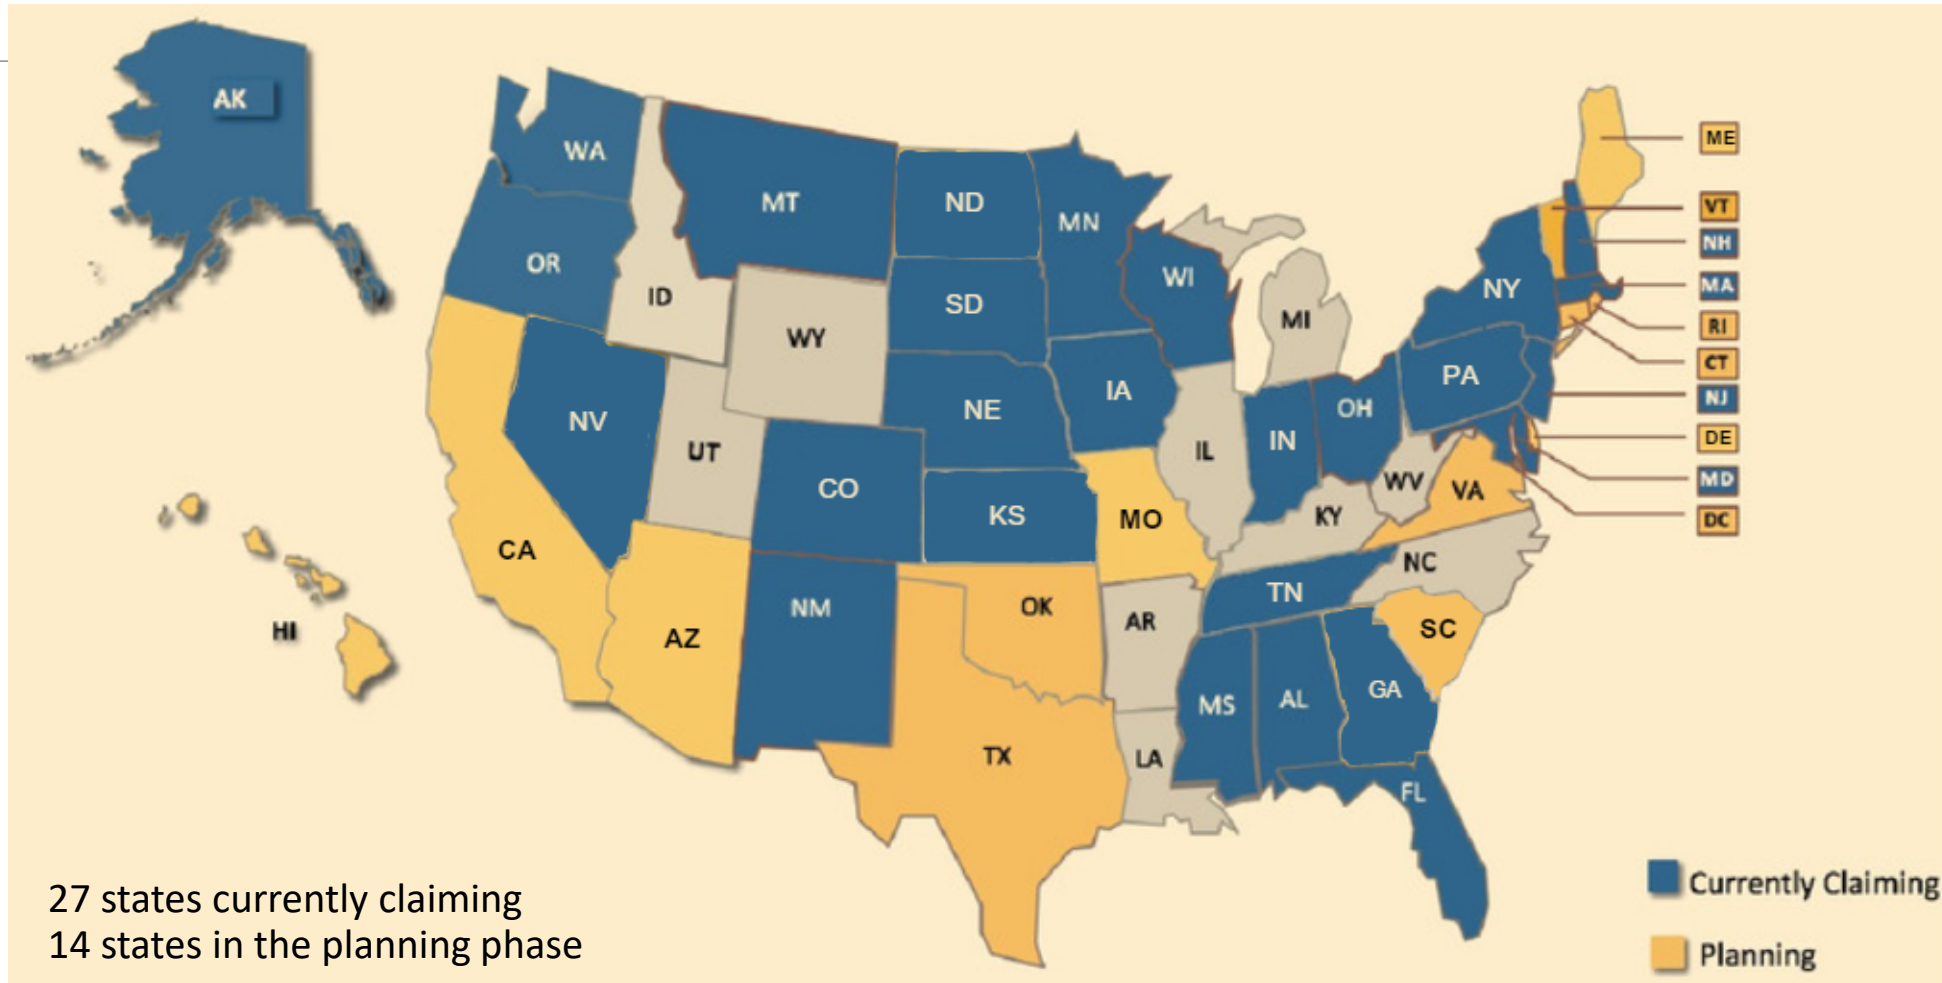 AK
WA
MT
ND
MN
ME
VT
NH
OR
ID
SD
WI
NY
MA
MI
RI
WY
CT
PA
NJ
NV
NE
IA
OH
UT
IL
IN
DE
CO
KS
MO
KY
WV
VA
MD
DC
CA
NC
HI
AZ
NM
OK
AR
TN
SC
MS
AL
GA
TX
LA
FL
27 states currently claiming
14 states in the planning phase
Currently Claiming
Planning